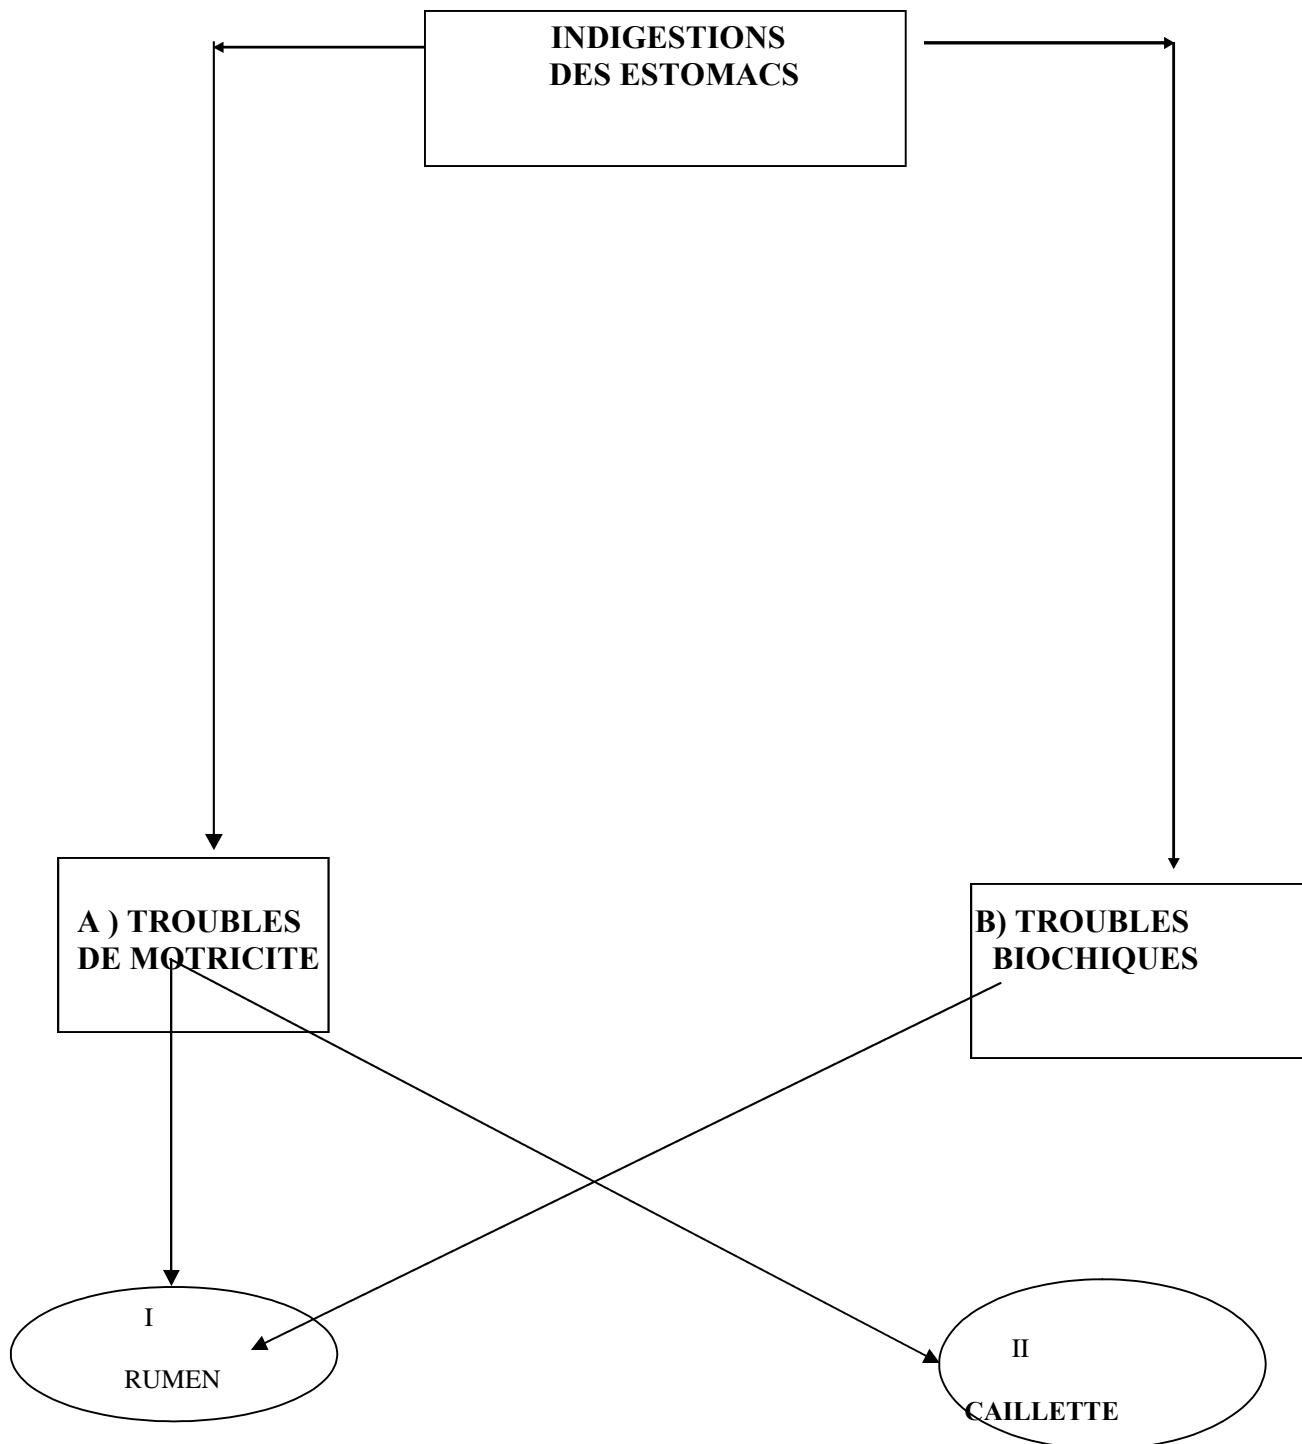 INDIGESTIONS
DES ESTOMACS
A ) TROUBLES
DE MOTRICITE
B) TROUBLES
BIOCHIQUES
I
RUMEN
II
CAILLETTE